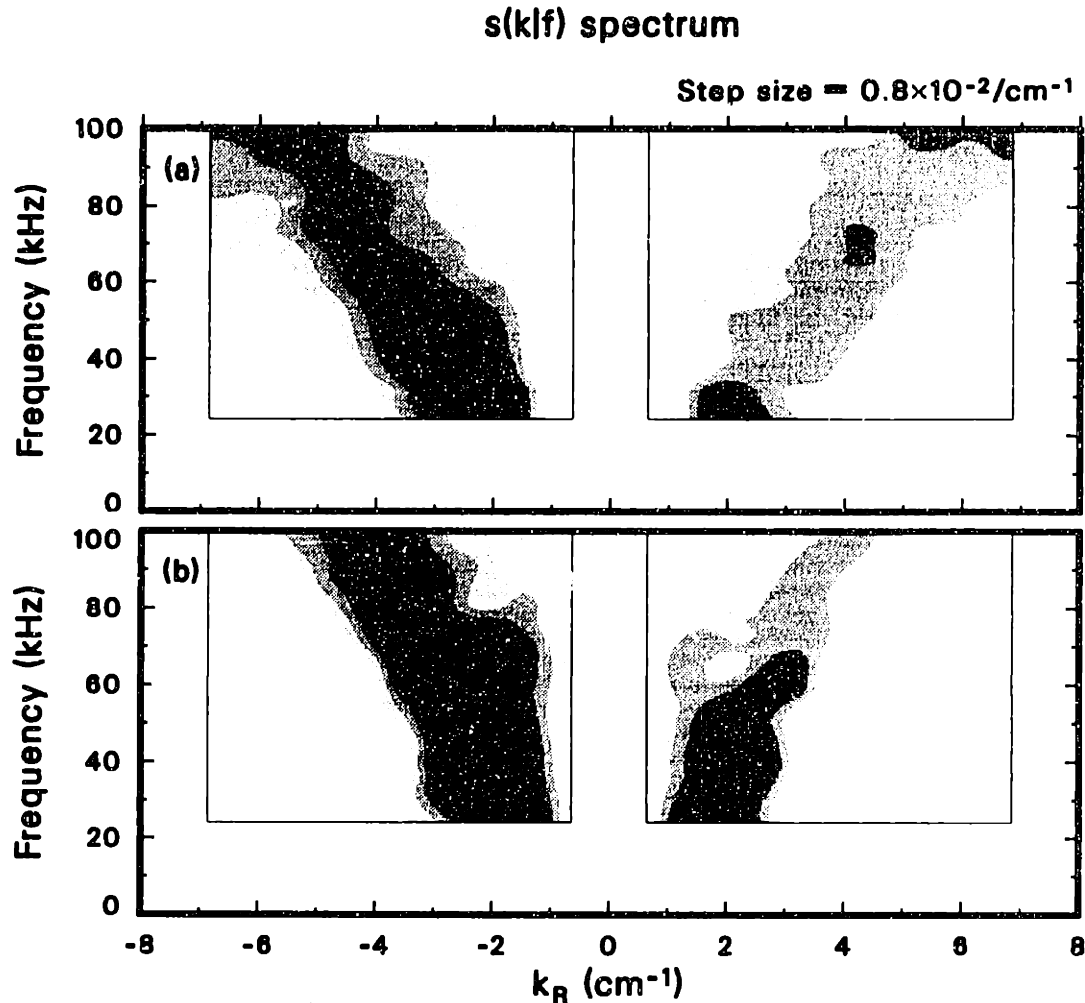 s(k|f) spectrum
Step size = 0.8×10⁻²/cm⁻¹
100
80
60
40
20
0
Frequency (kHz)
(a)
100
80
60
40
20
0
Frequency (kHz)
(b)
-8 -6 -4 -2 0 2 4 6 8
k_R (cm⁻¹)